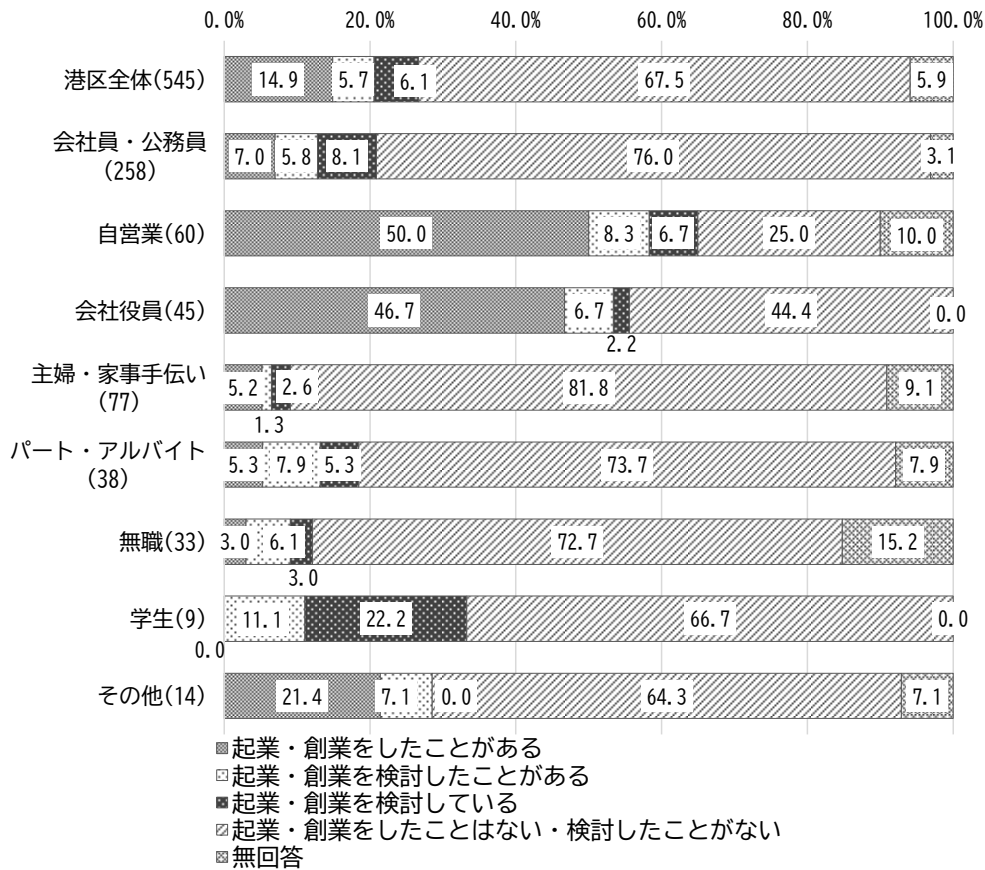 0.0% 20.0% 40.0% 60.0% 80.0% 100.0%
港区全体(545) 14.9 5.7 6.1 67.5 5.9
会社員・公務員
(258) 7.0 5.8 8.1 76.0 3.1
自営業(60) 50.0 8.3 6.7 25.0 10.0
会社役員(45) 46.7 6.7 44.4 0.0
2.2
主婦・家事手伝い
(77) 5.2 2.6 81.8 9.1
1.3
パート・アルバイト
(38) 5.3 7.9 5.3 73.7 7.9
無職(33) 3.0 6.1 72.7 15.2
3.0
学生(9) 11.1 22.2 66.7 0.0
0.0
その他(14) 21.4 7.1 0.0 64.3 7.1
起業・創業をしたことがある
起業・創業を検討したことがある
起業・創業を検討している
起業・創業をしたことはない・検討したことがない
無回答